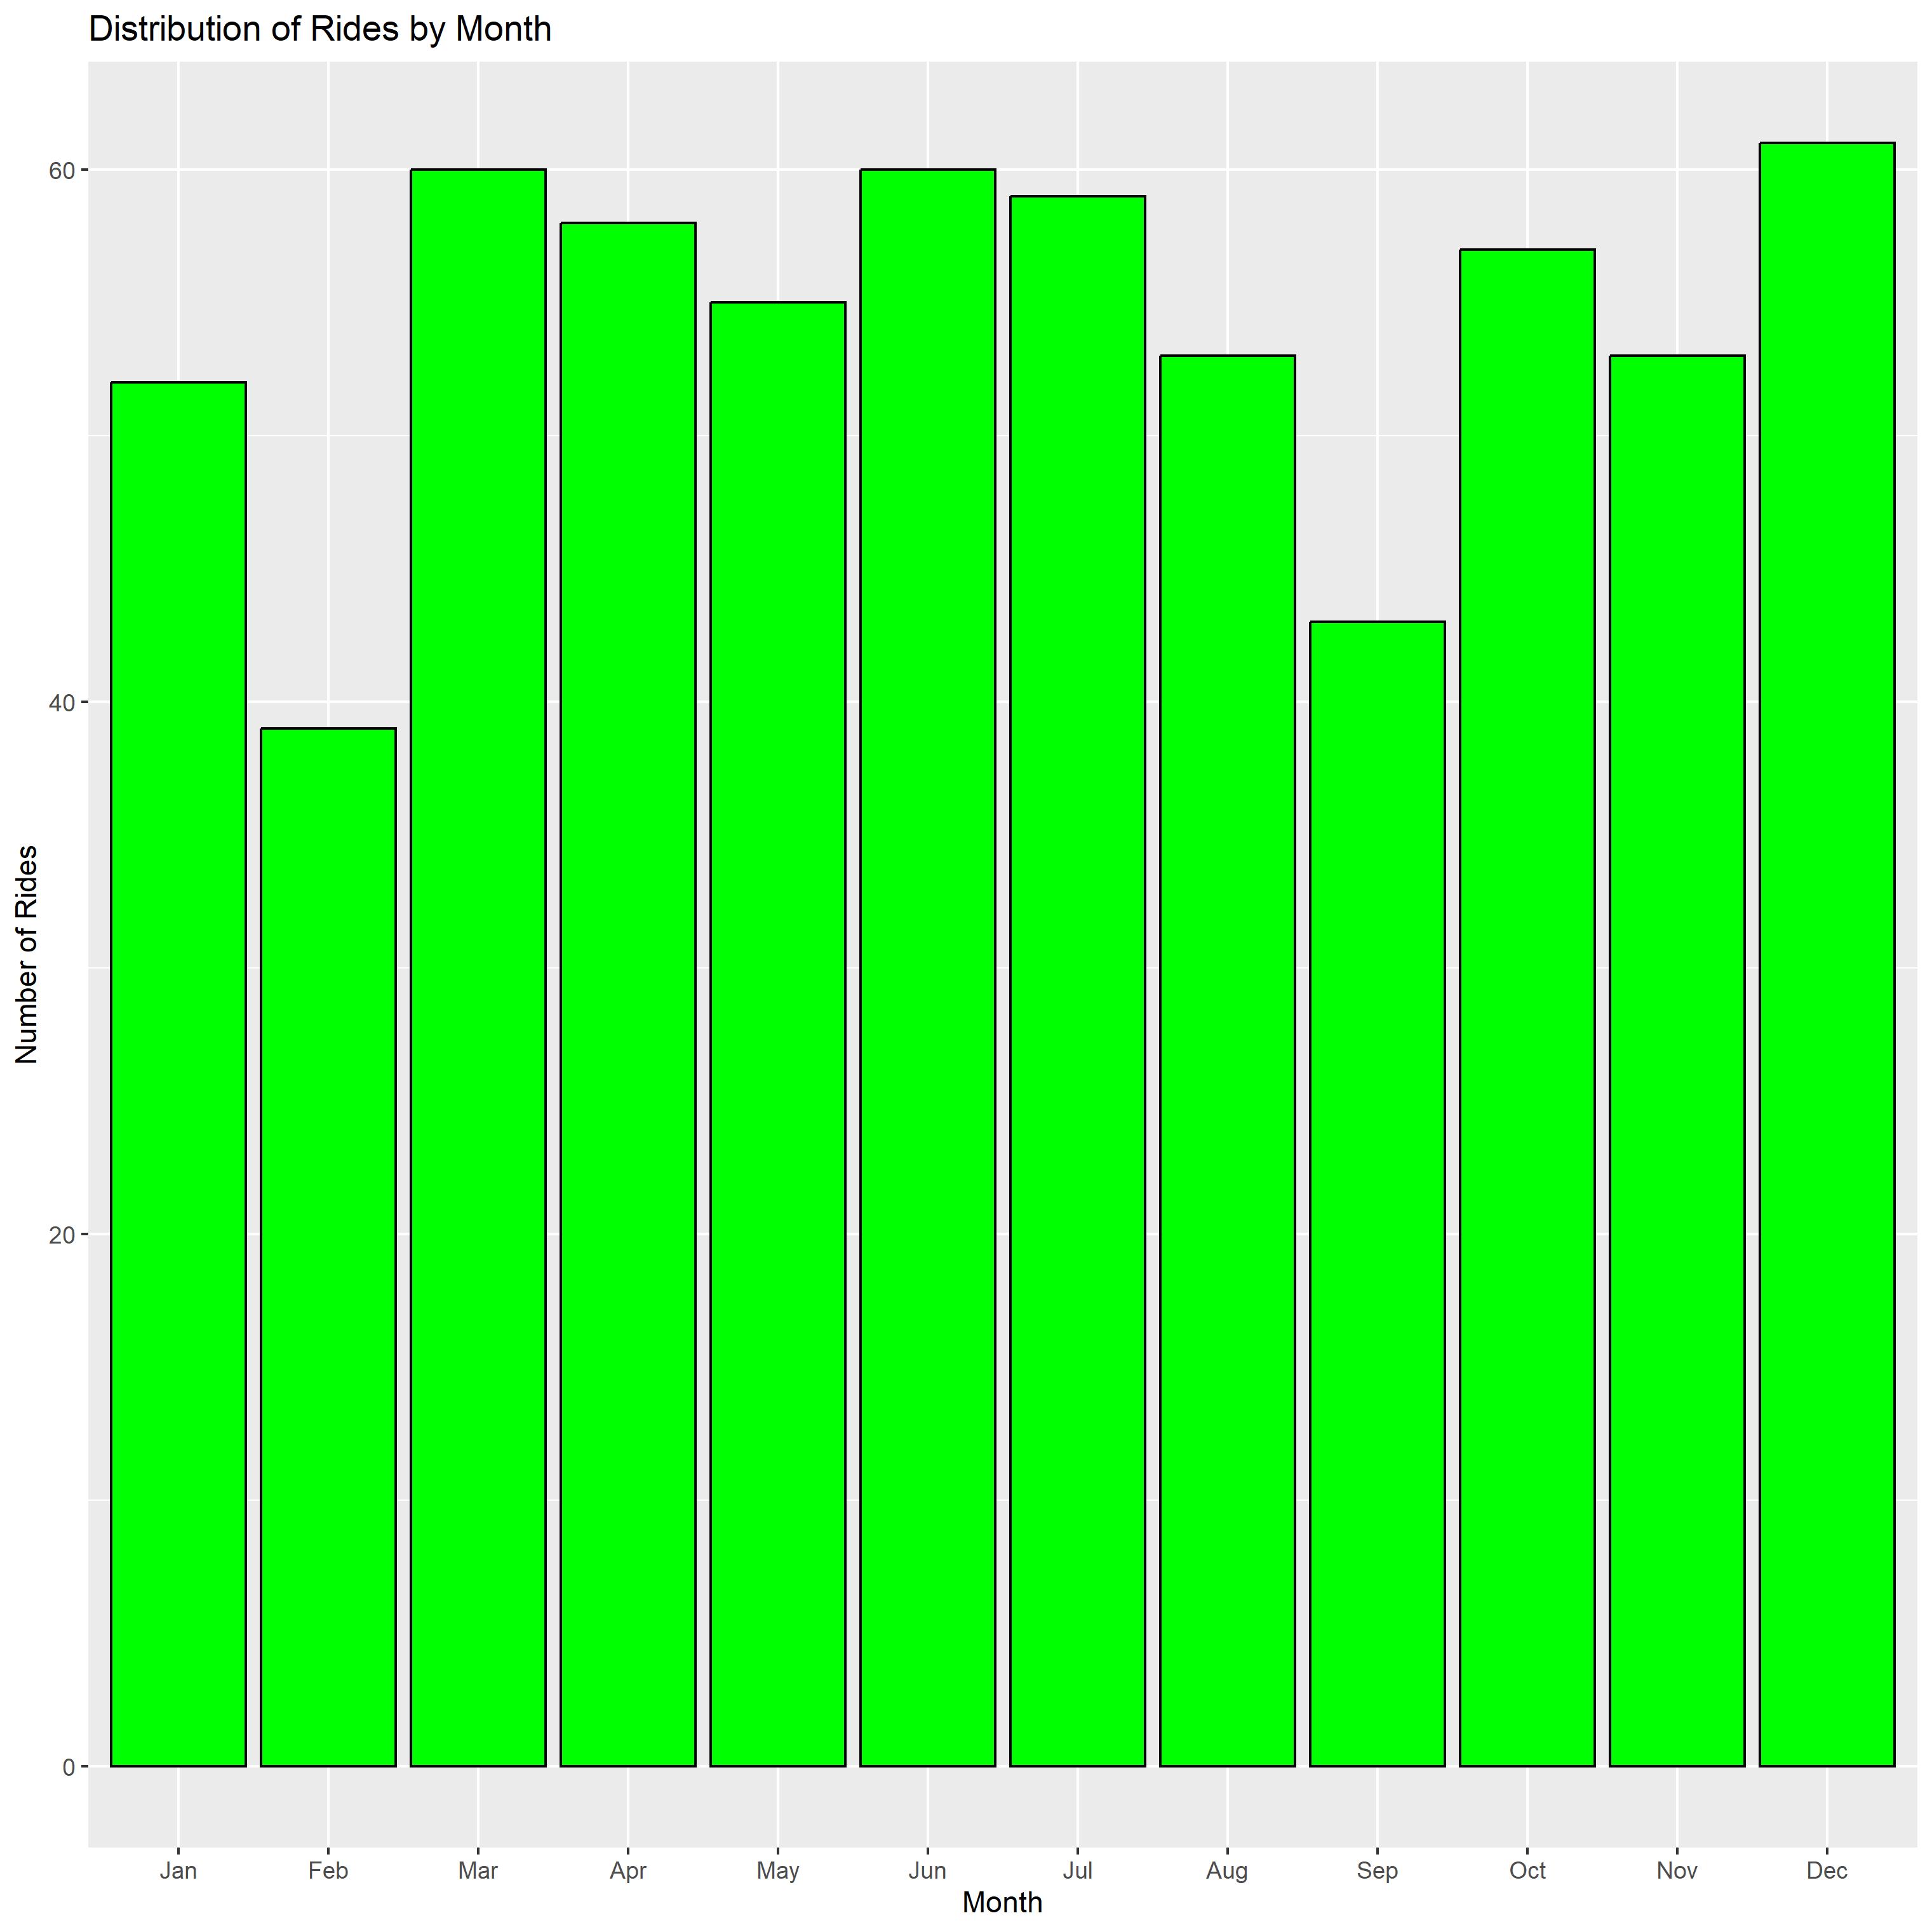 Distribution of Rides by Month
60
40
20
0
Number of Rides
Jan Feb Mar Apr May Jun Jul Aug Sep Oct Nov Dec
Month